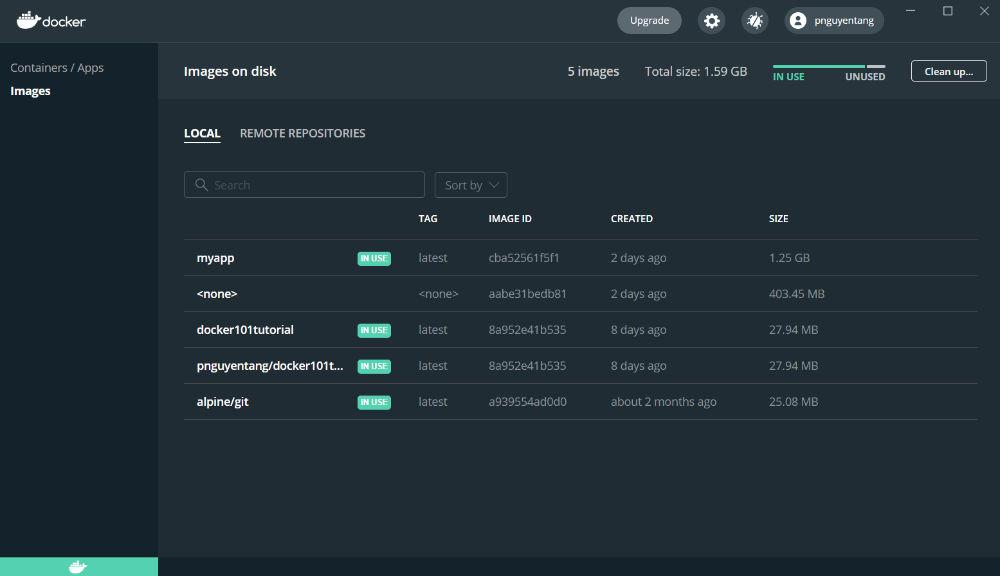 docker
Upgrade
pnguyentang
Containers / Apps
Images
Images on disk
5 images
Total size: 1.59 GB
IN USE
UNUSED
Clean up...
LOCAL
REMOTE REPOSITORIES
Search
Sort by
TAG IMAGE ID CREATED SIZE
myapp IN USE latest cba52561f5f1 2 days ago 1.25 GB
<none> <none> aabe31bedb81 2 days ago 403.45 MB
docker101tutorial IN USE latest 8a952e41b535 8 days ago 27.94 MB
pnguyentang/docker101t... IN USE latest 8a952e41b535 8 days ago 27.94 MB
alpine/git IN USE latest a939554ad0d0 about 2 months ago 25.08 MB